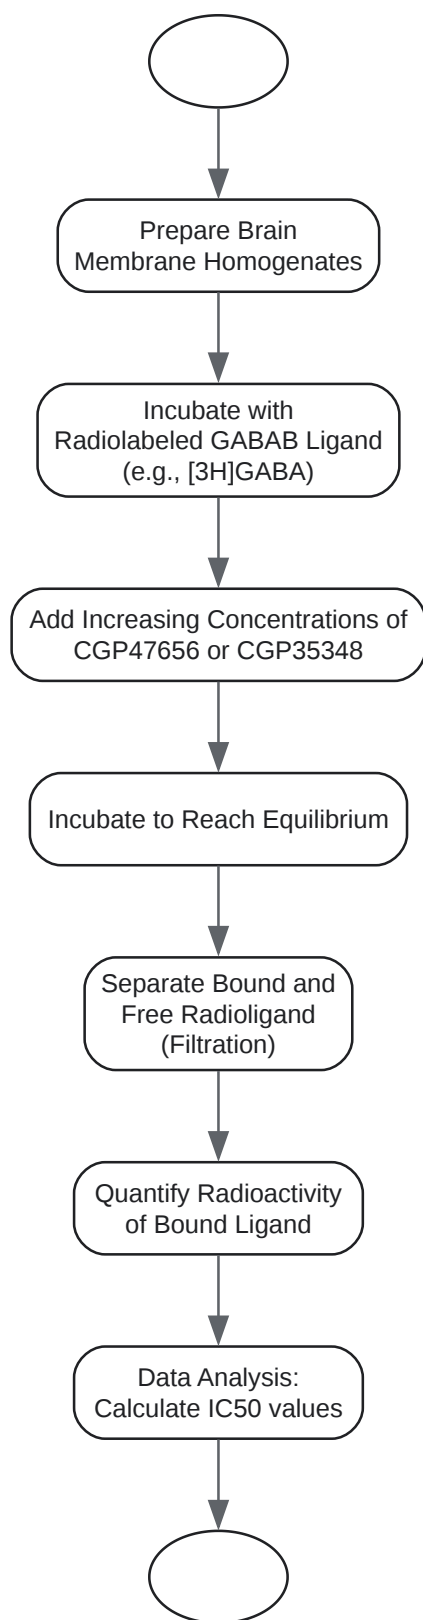 Prepare Brain
Membrane Homogenates
Incubate with
Radiolabeled GABAB Ligand
(e.g., [3H]GABA)
Add Increasing Concentrations of
CGP47656 or CGP35348
Incubate to Reach Equilibrium
Separate Bound and
Free Radioligand
(Filtration)
Quantify Radioactivity
of Bound Ligand
Data Analysis:
Calculate IC50 values